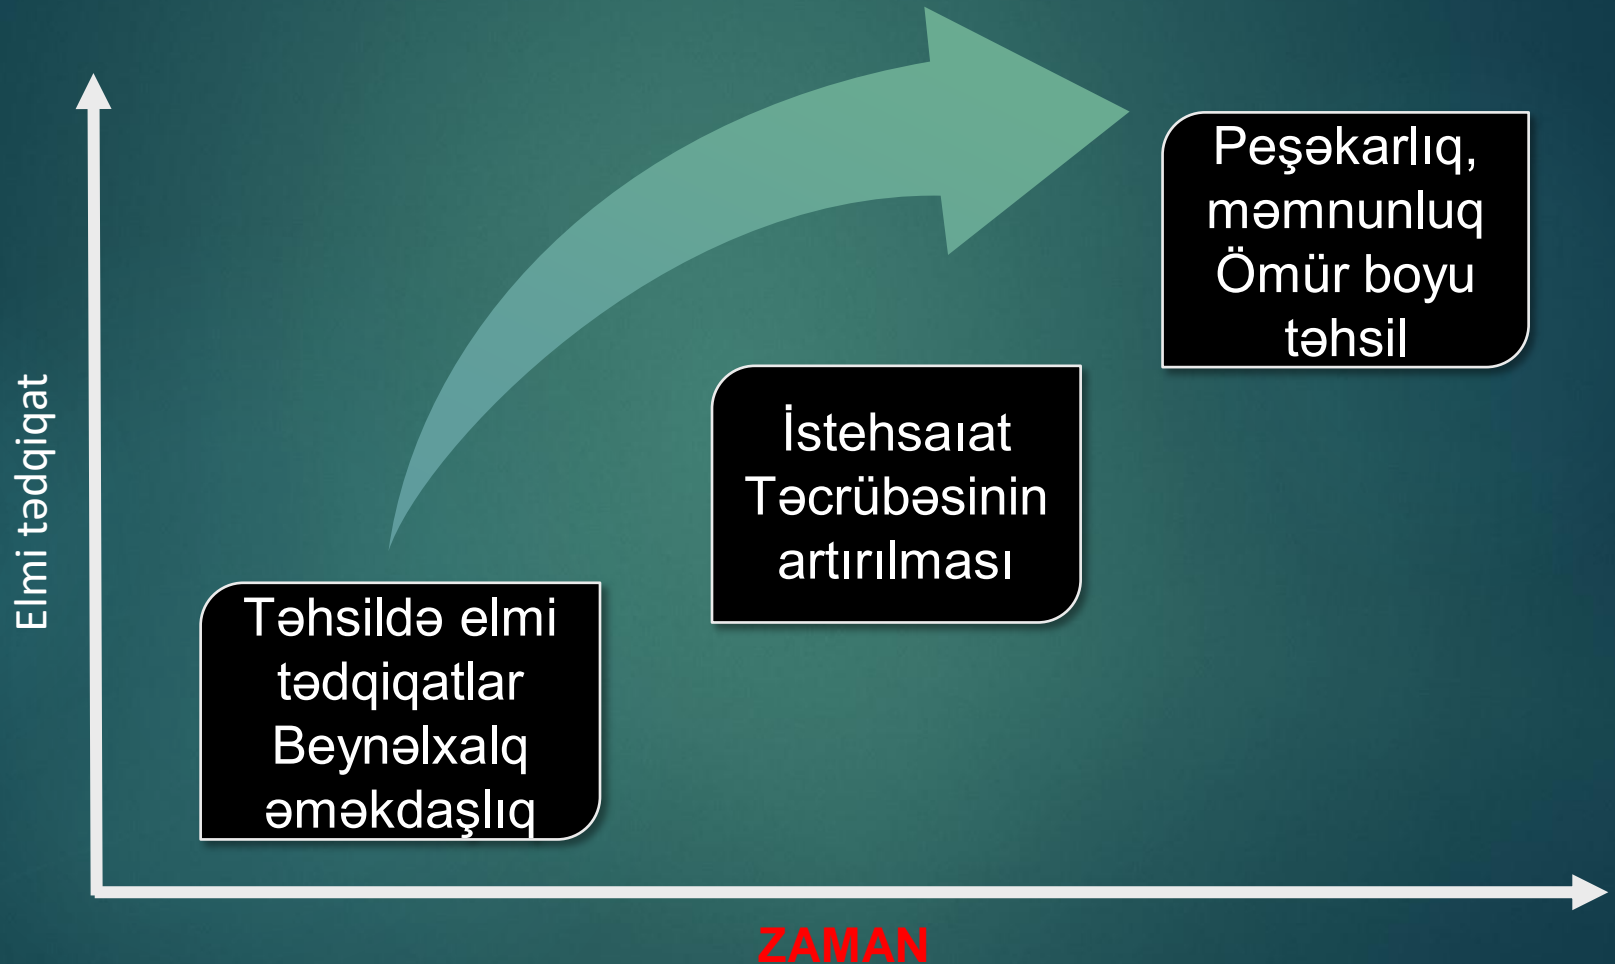 Elmi tədqiqat
Peşəkarlıq,
məmnunluq
Ömür boyu
təhsil
İstehsaıat
Təcrübəsinin
artırılması
Təhsildə elmi
tədqiqatlar
Beynəlxalq
əməkdaşlıq
ZAMAN